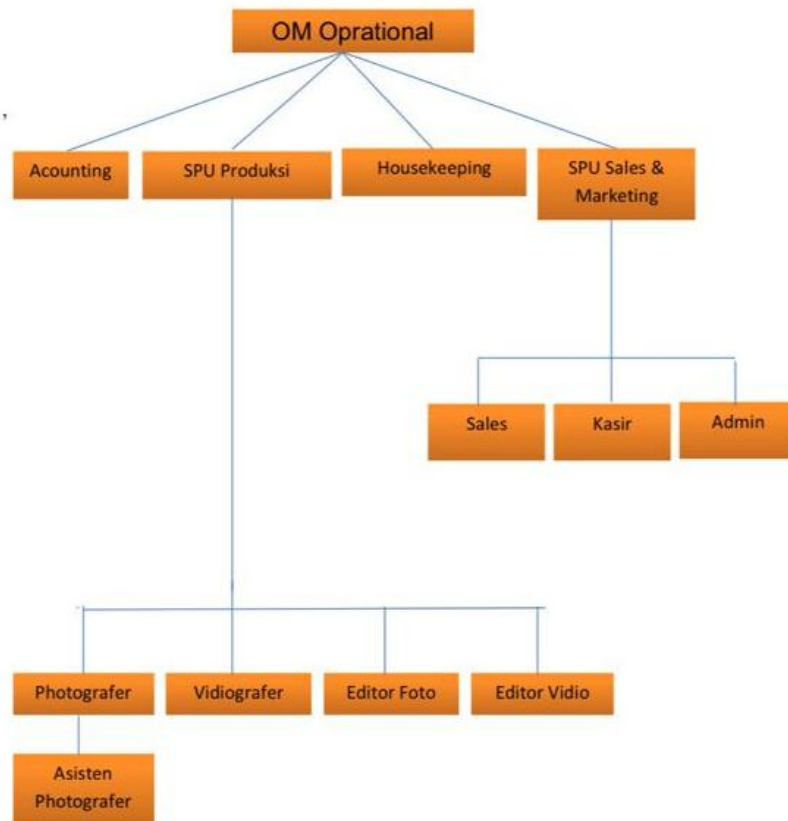 OM Oprational
,
Acounting
SPU Produksi
Housekeeping
SPU Sales &
Marketing
Sales
Kasir
Admin
Photografer
Vidiografer
Editor Foto
Editor Vidio
Asisten
Photografer